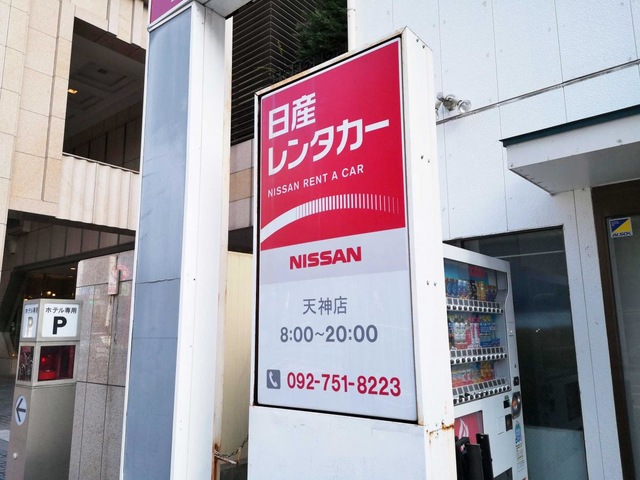 日産
レンタカー
NISSAN RENT A CAR
NISSAN
天神店
8:00~20:00
092-751-8223
ホテル専用
P